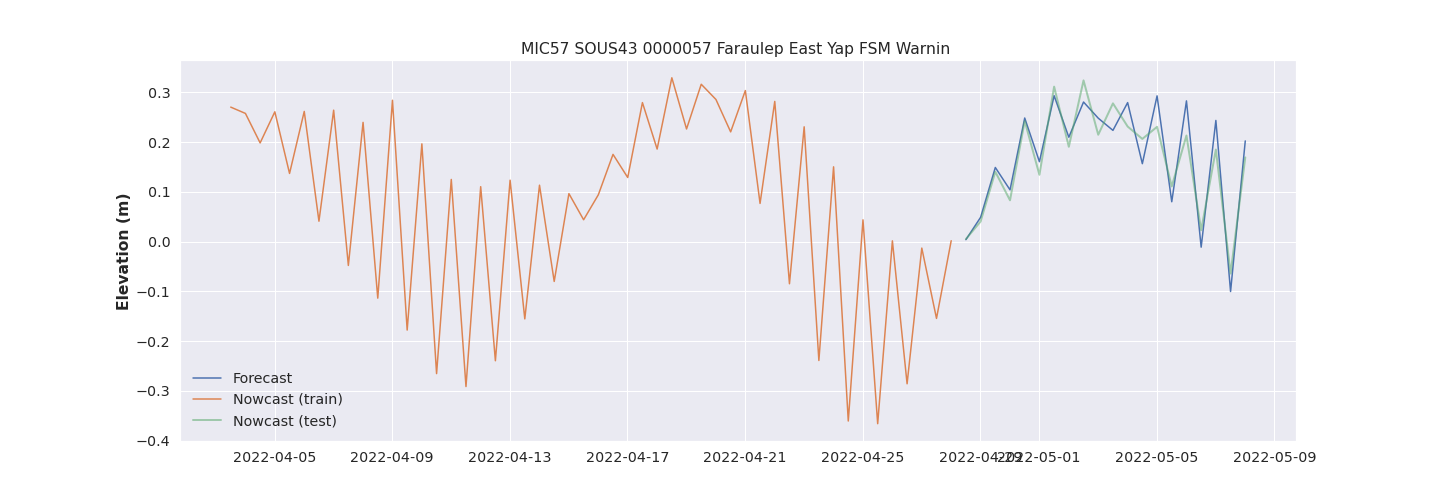 MIC57 SOUS43 0000057 Faraulep East Yap FSM Warnin
Elevation (m)
0.3
0.2
0.1
0.0
−0.1
−0.2
−0.3
−0.4
Forecast
Nowcast (train)
Nowcast (test)
2022-04-05 2022-04-09 2022-04-13 2022-04-17 2022-04-21 2022-04-25 2022-04-29 2022-05-01 2022-05-05 2022-05-09